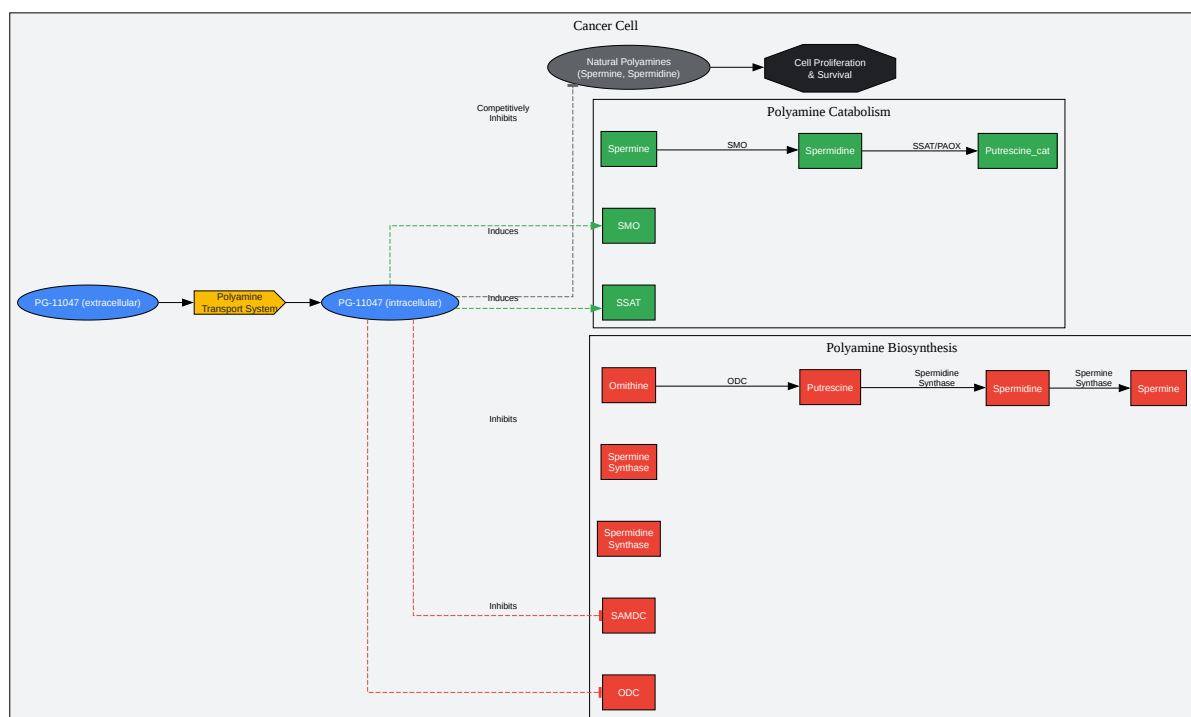 Cancer Cell
Natural Polyamines
(Spermine, Spermidine)
Cell Proliferation
& Survival
Competitively
Inhibits
Polyamine Catabolism
Spermine
SMO
Spermidine
SSAT/PAOX
Putrescine_cat
SMO
Induces
PG-11047 (extracellular)
Polyamine
Transport System
PG-11047 (intracellular)
Induces
SSAT
Polyamine Biosynthesis
Ornithine
ODC
Putrescine
Spermidine
Synthase
Spermidine
Spermine
Synthase
Spermine
Inhibits
Spermine
Synthase
Spermidine
Synthase
Inhibits
SAMDC
ODC